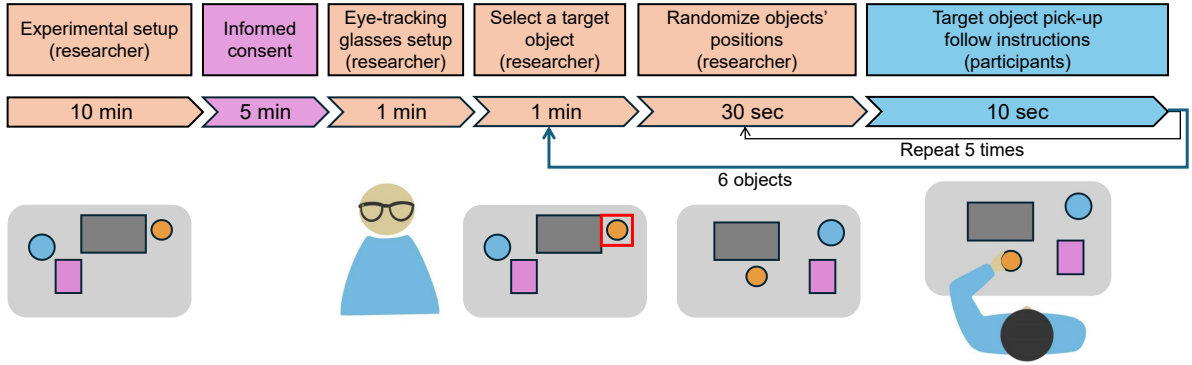 Experimental setup
(researcher)
Informed
consent
Eye-tracking
glasses setup
(researcher)
Select a target
object
(researcher)
Randomize objects'
positions
(researcher)
Target object pick-up
follow instructions
(participants)
10 min
5 min
1 min
1 min
30 sec
10 sec
Repeat 5 times
6 objects